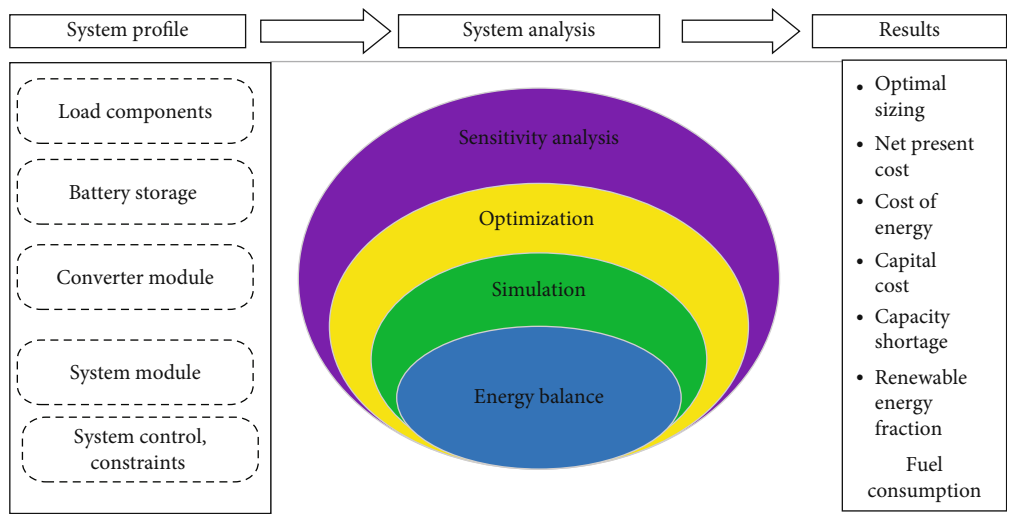 System profile
System analysis
Results
Load components
Battery storage
Converter module
System module
System control,
constraints
Sensitivity analysis
Optimization
Simulation
Energy balance
• Optimal
sizing
• Net present
cost
• Cost of
energy
• Capital
cost
• Capacity
shortage
• Renewable
energy
fraction
Fuel
consumption